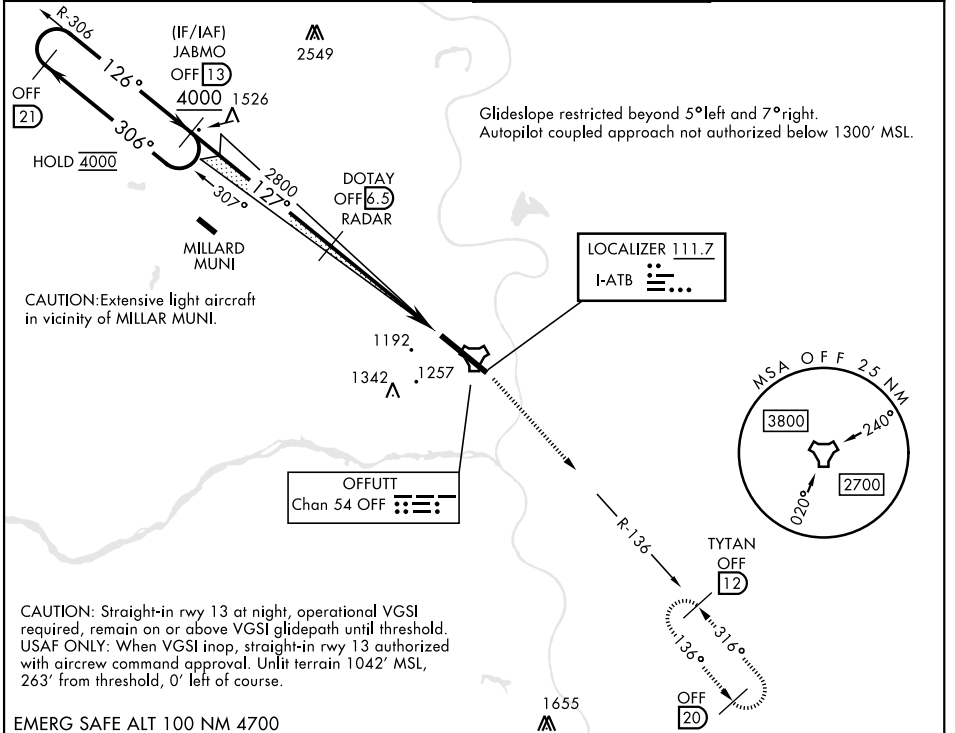 R-306
(IF/IAF)
JABMO
OFF 13
4000
2549
1526
126°
OFF
21
306°
HOLD 4000
307°
2800
127°
DOTAY
OFF 6.5
RADAR
Glideslope restricted beyond 5° left and 7° right.
Autopilot coupled approach not authorized below 1300' MSL.
MILLARD
MUNI
CAUTION:Extensive light aircraft
in vicinity of MILLAR MUNI.
LOCALIZER 111.7
I-ATB
1192
1257
1342
MSA OFF 25 NM
3800
240°
2700
020°
OFFUTT
Chan 54 OFF
R-136
TYTAN
OFF
12
316°
136°
OFF
20
CAUTION: Straight-in rwy 13 at night, operational VGSI
required, remain on or above VGSI glidepath until threshold.
USAF ONLY: When VGSI inop, straight-in rwy 13 authorized
with aircrew command approval. Unlit terrain 1042' MSL,
263' from threshold, 0' left of course.
1655
EMERG SAFE ALT 100 NM 4700